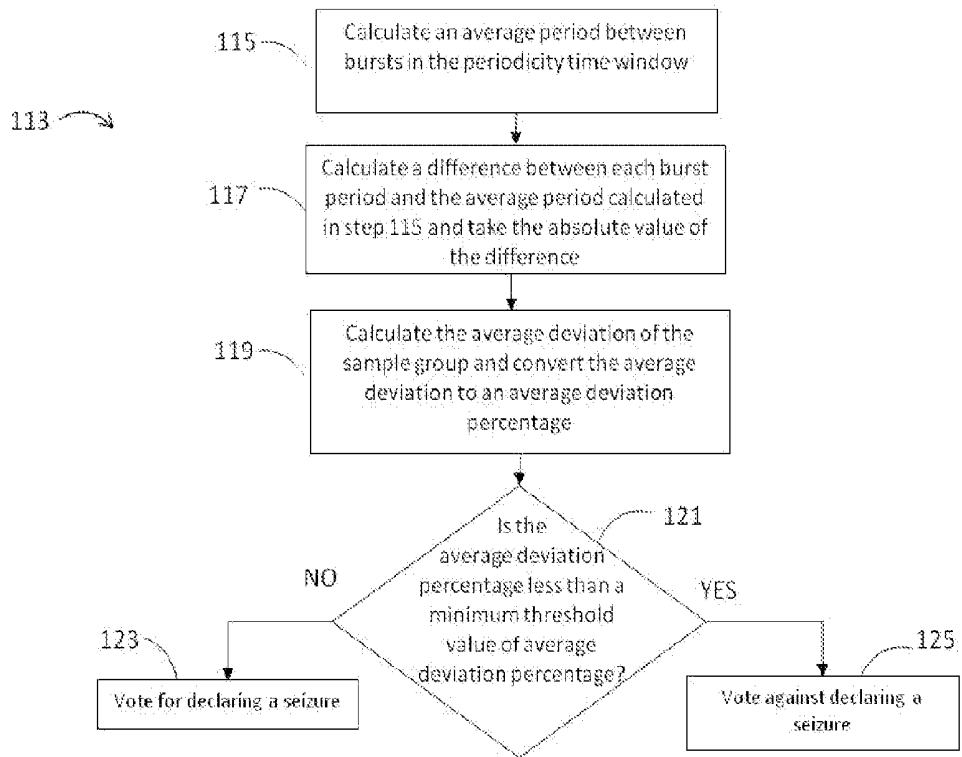 115
Calculate an average period between
bursts in the periodicity time window
113
117
Calculate a difference between each burst
period and the average period calculated
in step 115 and take the absolute value of
the difference
119
Calculate the average deviation of the
sample group and convert the average
deviation to an average deviation
percentage
121
Is the
average deviation
percentage less than a
minimum threshold
value of average
deviation percentage?
NO
YES
123
Vote for declaring a seizure
125
Vote against declaring a
seizure